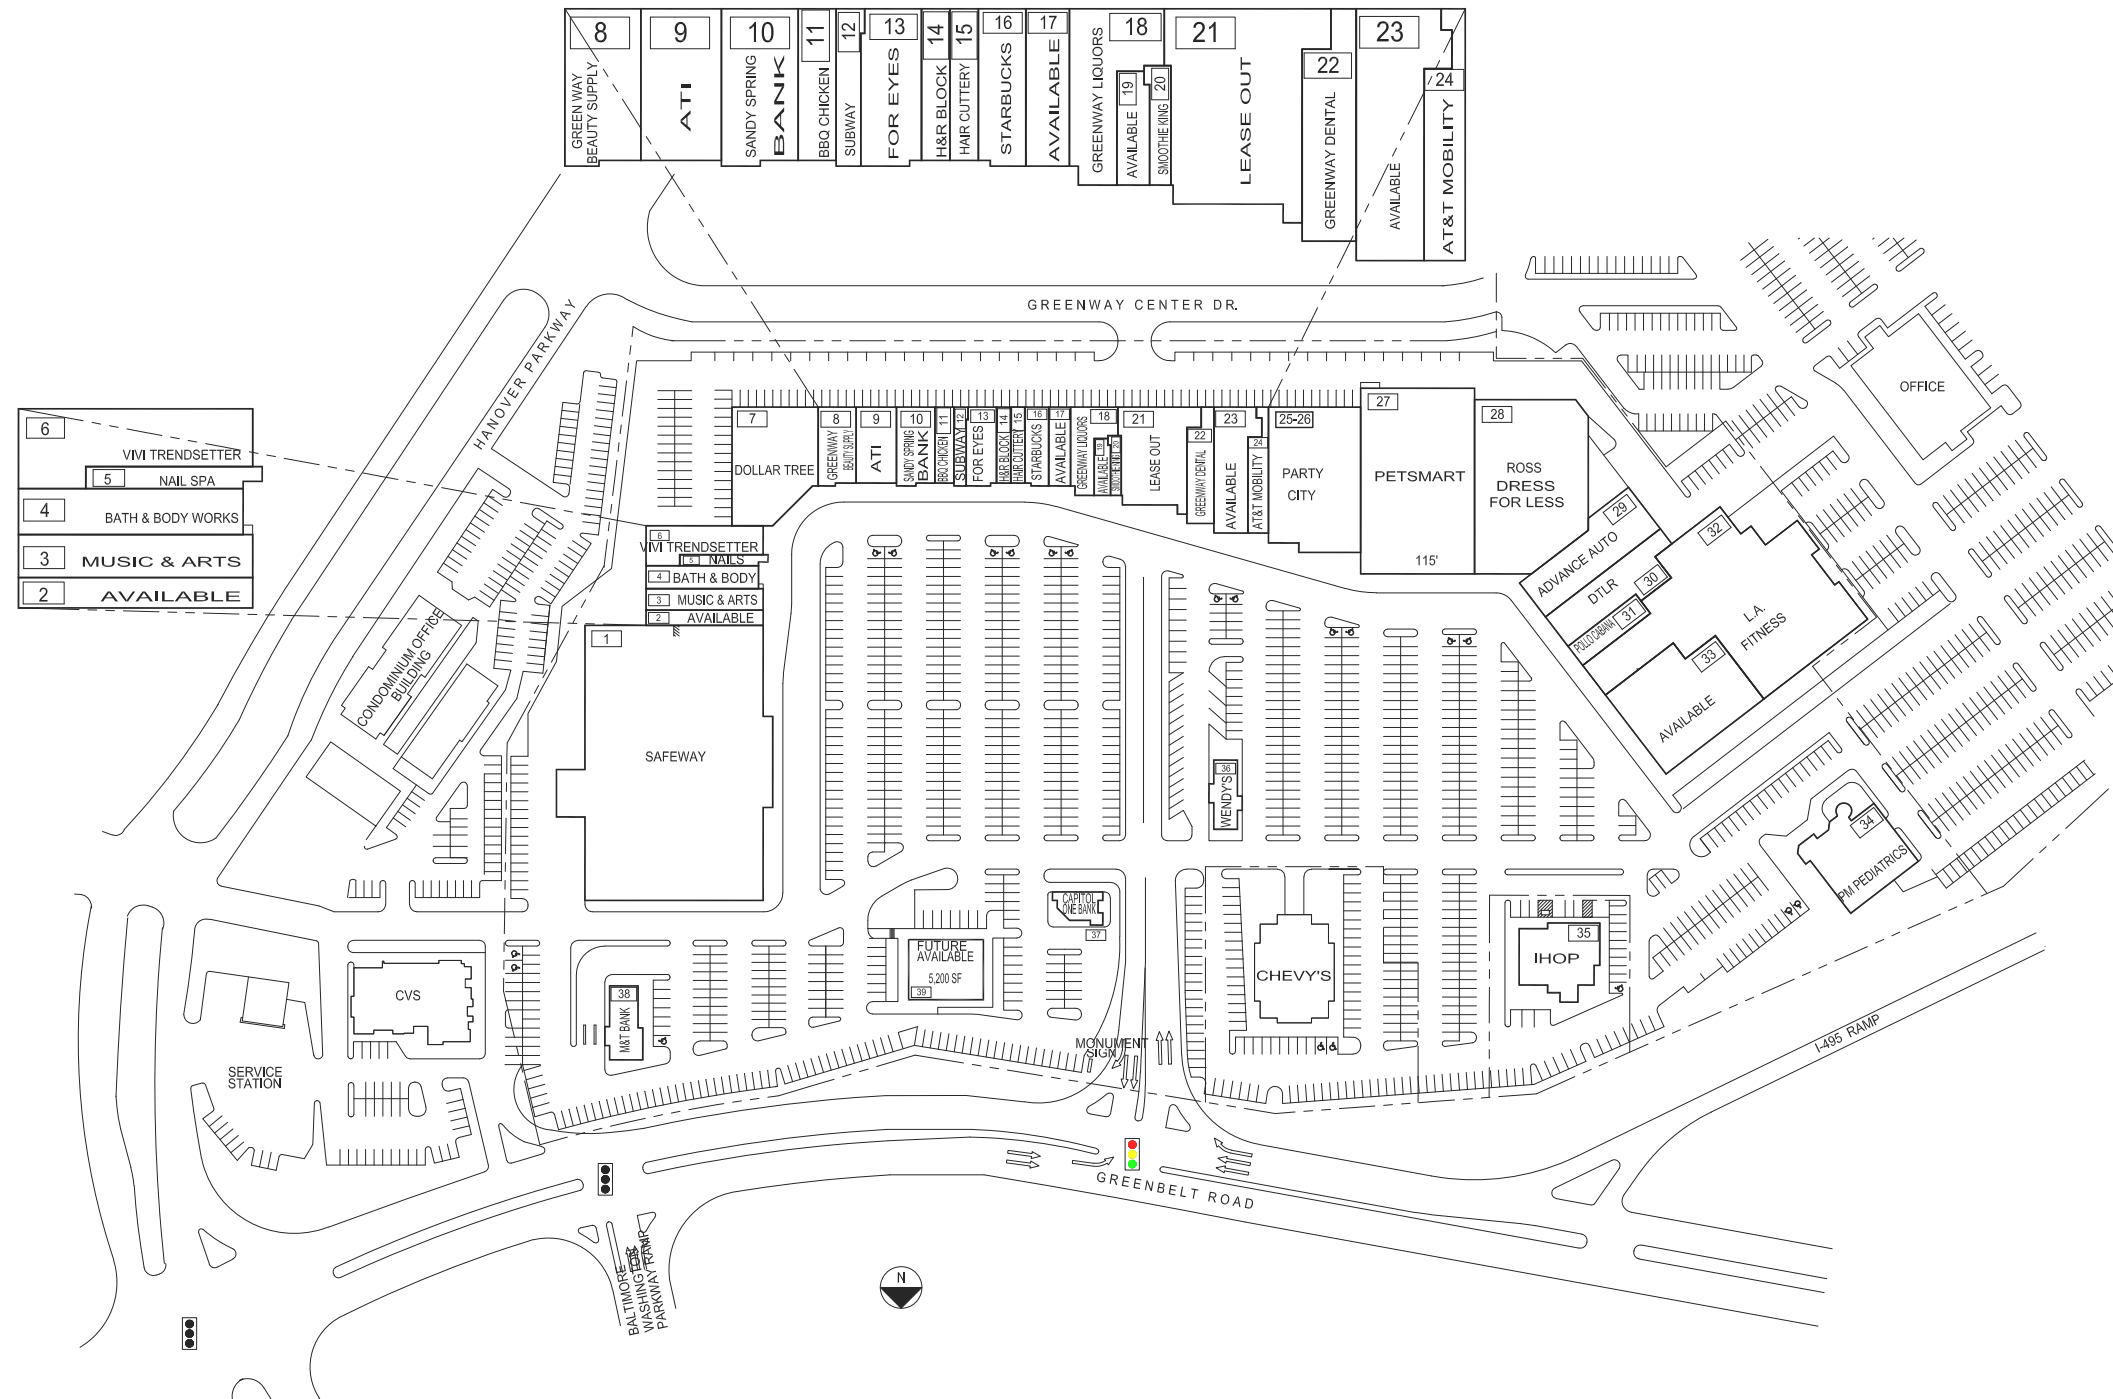 8
GREEN WAY
BEAUTY SUPPLY
9
ATI
10
SANDY SPRING
BANK
11
BBQ CHICKEN
12
SUBWAY
13
FOR EYES
14
H&R BLOCK
15
HAIR CUTTERY
16
STARBUCKS
17
AVAILABLE
18
GREENWAY LIQUORS
19
AVAILABLE
20
SMOOTHIE KING
21
LEASE OUT
22
GREENWAY DENTAL
23
AVAILABLE
24
AT&T MOBILITY
GREENWAY CENTER DR.
HANOVER PARKWAY
6
VIVI TRENDSETTER
5
NAIL SPA
4
BATH & BODY WORKS
3
MUSIC & ARTS
2
AVAILABLE
OFFICE
7
DOLLAR TREE
8
GREENWAY
BEAUTY SUPPLY
9
ATI
10
SANDY SPRING
BANK
11
BBQ CHICKEN
12
SUBWAY
13
FOR EYES
14
H&R BLOCK
15
HAIR CUTTERY
16
STARBUCKS
17
AVAILABLE
18
GREENWAY LIQUORS
19
AVAILABLE
20
SMOOTHIE KING
21
LEASE OUT
22
GREENWAY DENTAL
23
AVAILABLE
24
AT&T MOBILITY
25-26
PARTY
CITY
27
PETSMART
115'
28
ROSS
DRESS
FOR LESS
29
ADVANCE AUTO
30
DTLR
31
POLLO CABANA
32
L.A.
FITNESS
33
AVAILABLE
6
VIVI TRENDSETTER
5
NAILS
4
BATH & BODY
3
MUSIC & ARTS
2
AVAILABLE
1
SAFEWAY
CONDOMINIUM OFFICE
BUILDING
36
WENDY'S
34
PM PEDIATRICS
CAPITOL
ONE BANK
37
FUTURE
AVAILABLE
5,200 SF
39
CHEVY'S
35
IHOP
CVS
38
M&T BANK
SERVICE
STATION
MONUMENT
SIGN
I-495 RAMP
GREENBELT ROAD
BALTIMORE
WASHINGTON
PARKWAY RAMP
N